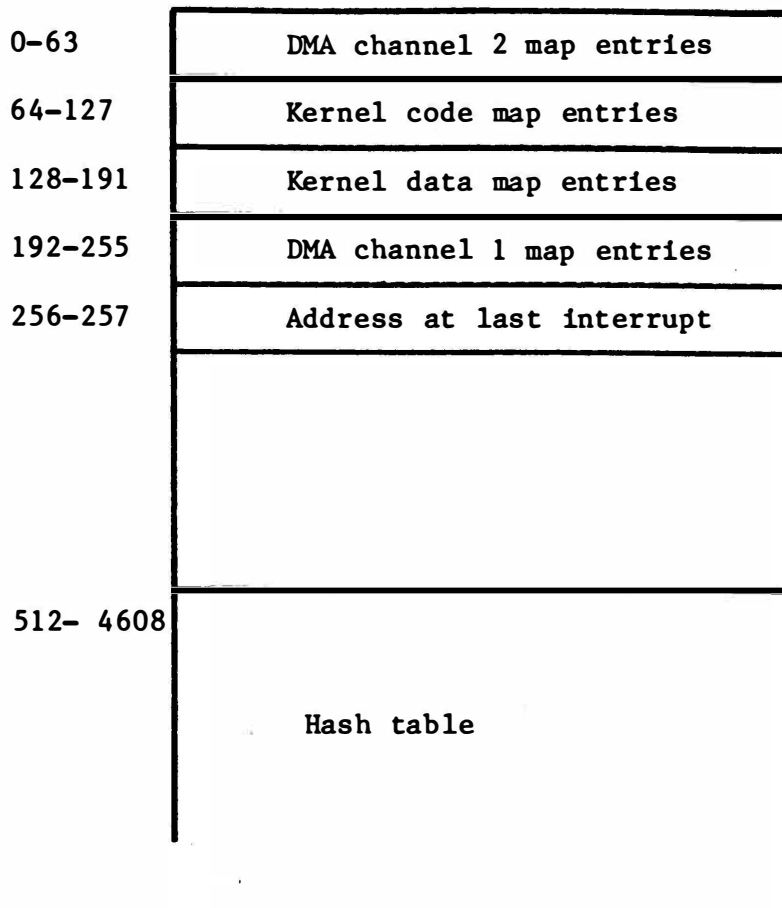 0-63 DMA channel 2 map entries
64-127 Kernel code map entries
128-191 Kernel data map entries
192-255 DMA channel 1 map entries
256-257 Address at last interrupt
512- 4608
Hash table